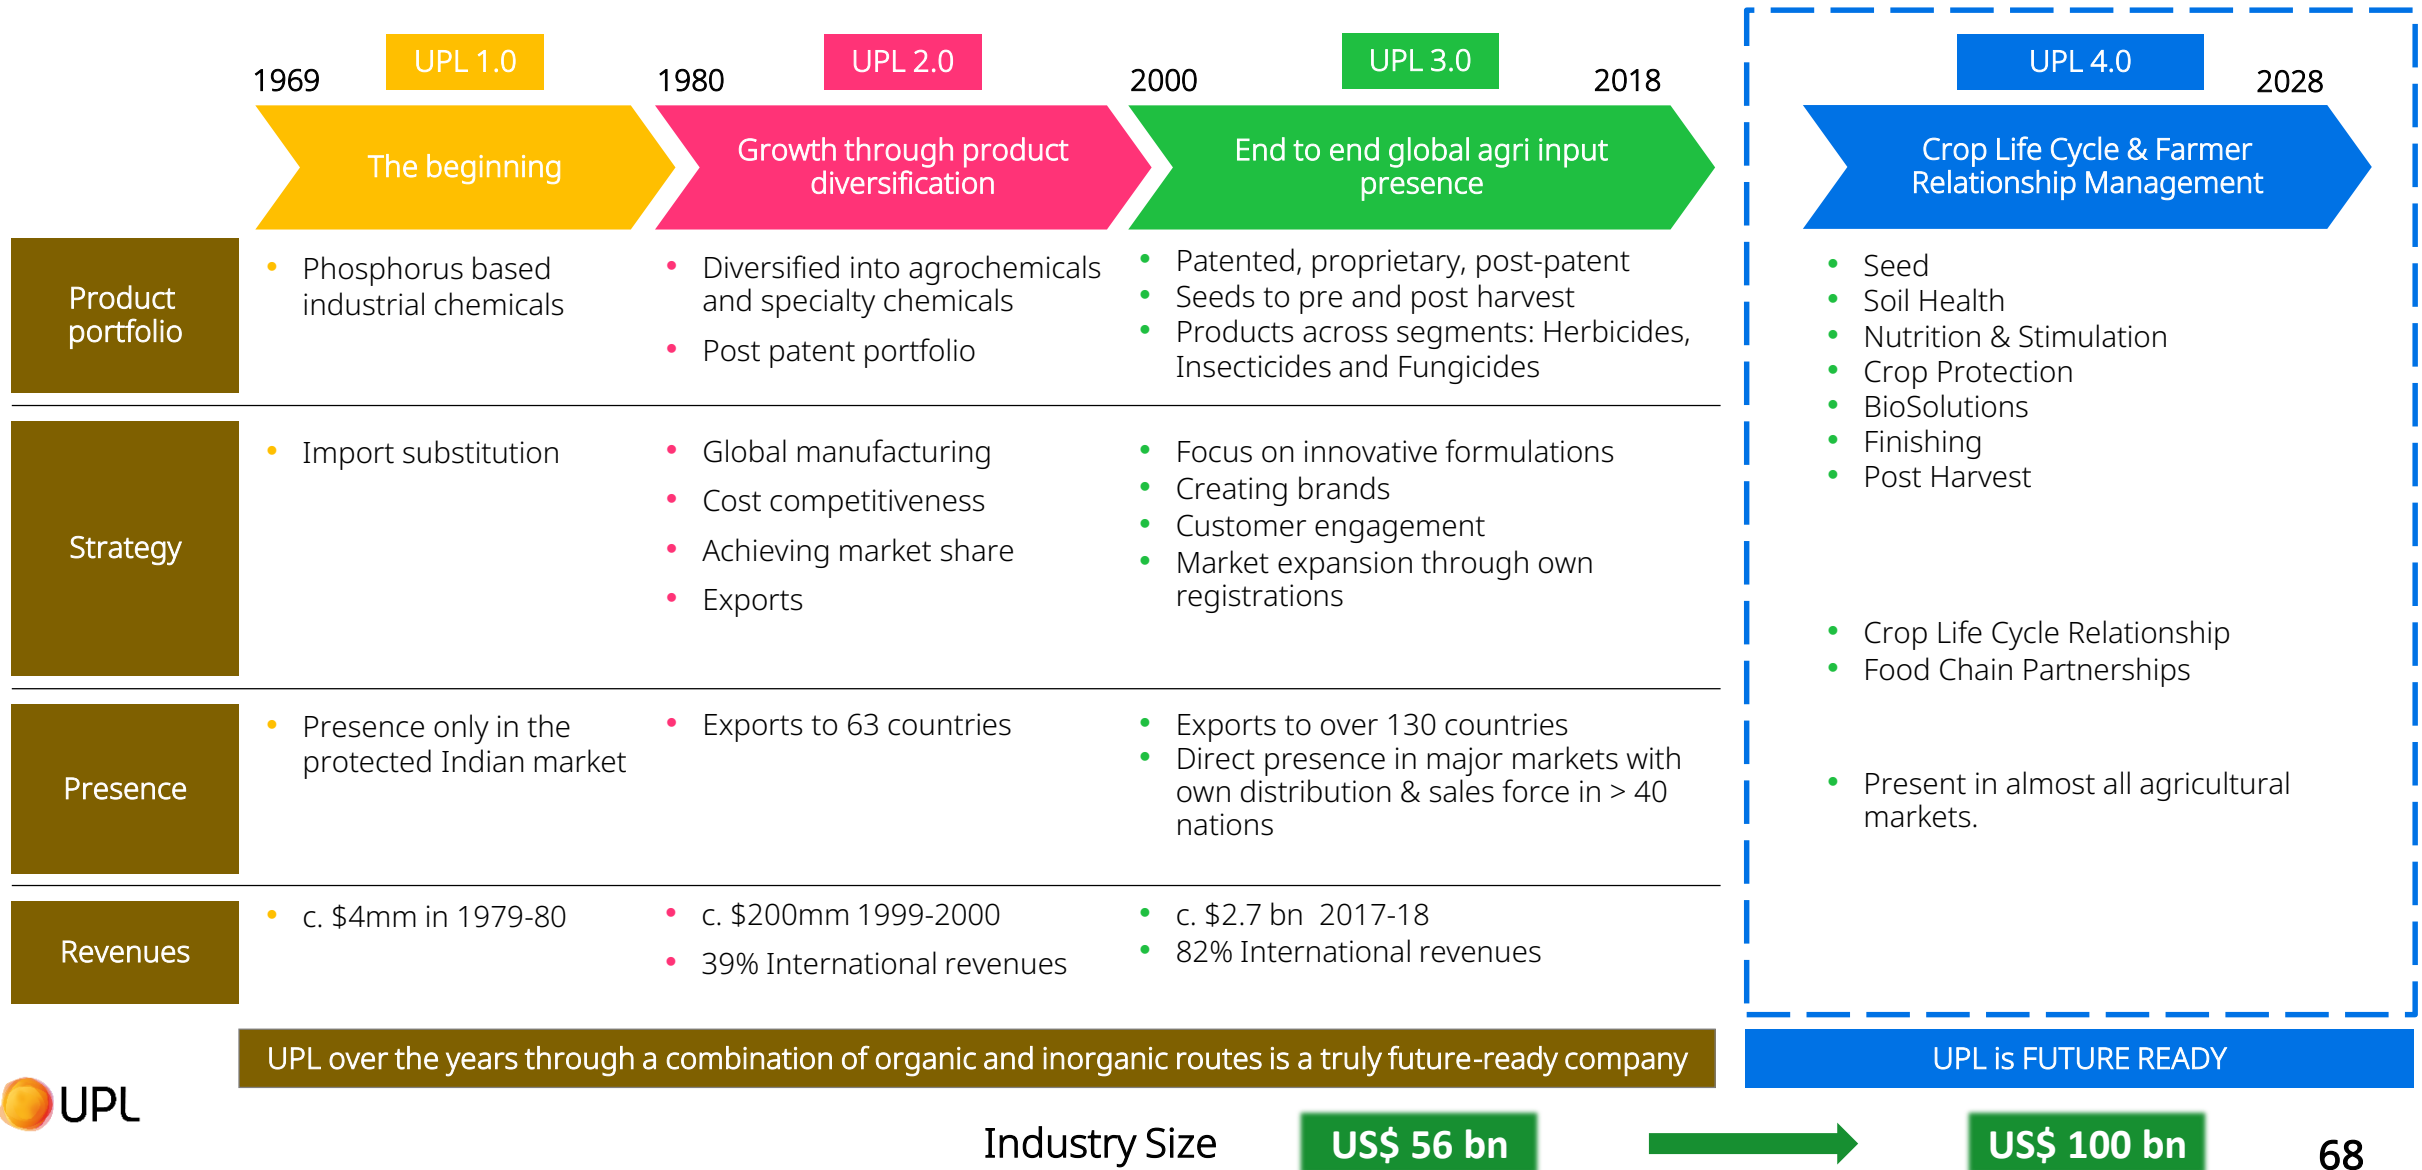 UPL 1.0
UPL 2.0
UPL 3.0
UPL 4.0
1969
1980
2000
2018
2028
The beginning
Growth through product
diversification
End to end global agri input
presence
Crop Life Cycle & Farmer
Relationship Management
Product
portfolio
• Phosphorus based
industrial chemicals
• Diversified into agrochemicals
and specialty chemicals
• Post patent portfolio
• Patented, proprietary, post-patent
• Seeds to pre and post harvest
• Products across segments: Herbicides,
Insecticides and Fungicides
• Seed
• Soil Health
• Nutrition & Stimulation
• Crop Protection
• BioSolutions
• Finishing
• Post Harvest
Strategy
• Import substitution
• Global manufacturing
• Cost competitiveness
• Achieving market share
• Exports
• Focus on innovative formulations
• Creating brands
• Customer engagement
• Market expansion through own
registrations
• Crop Life Cycle Relationship
• Food Chain Partnerships
Presence
• Presence only in the
protected Indian market
• Exports to 63 countries
• Exports to over 130 countries
• Direct presence in major markets with
own distribution & sales force in > 40
nations
• Present in almost all agricultural
markets.
Revenues
• c. $4mm in 1979-80
• c. $200mm 1999-2000
• 39% International revenues
• c. $2.7 bn 2017-18
• 82% International revenues
UPL over the years through a combination of organic and inorganic routes is a truly future-ready company
UPL is FUTURE READY
UPL
Industry Size
US$ 56 bn
US$ 100 bn
68